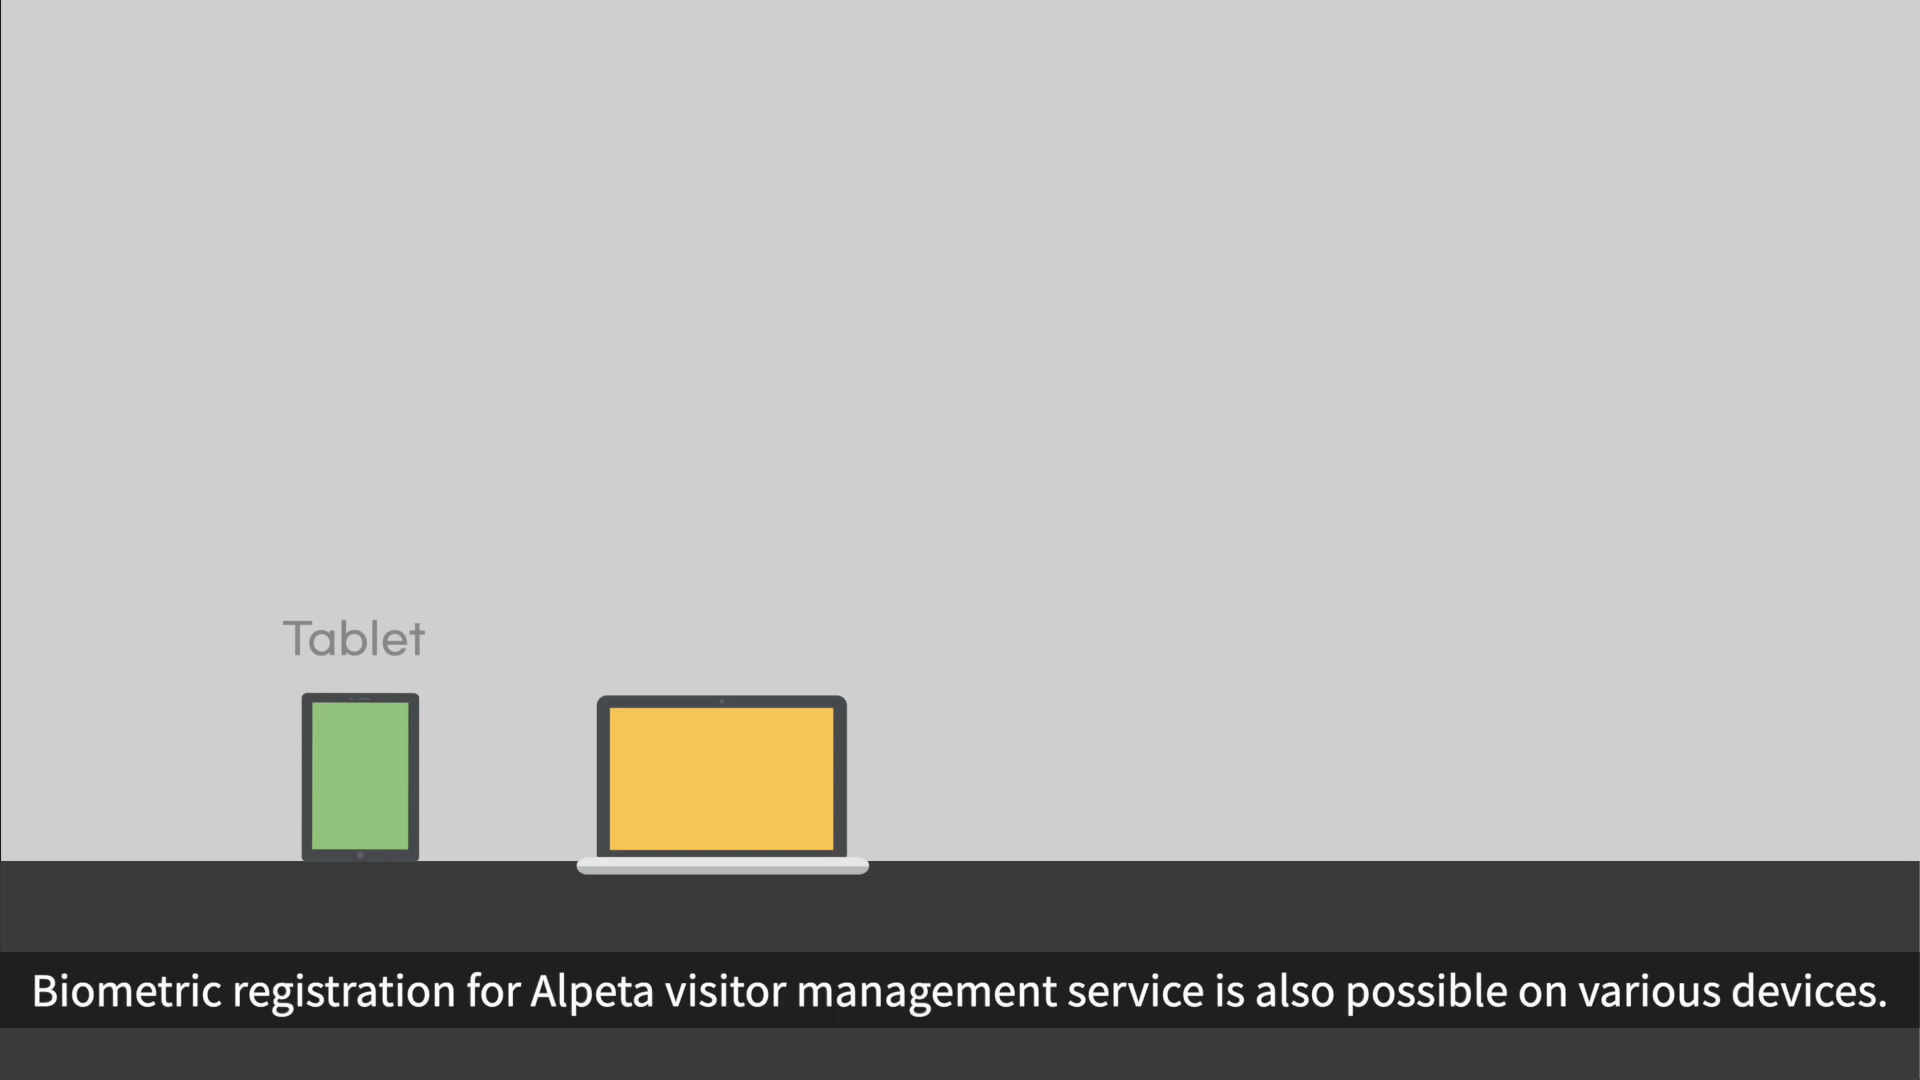 Tablet
Biometric registration for Alpeta visitor management service is also possible on various devices.